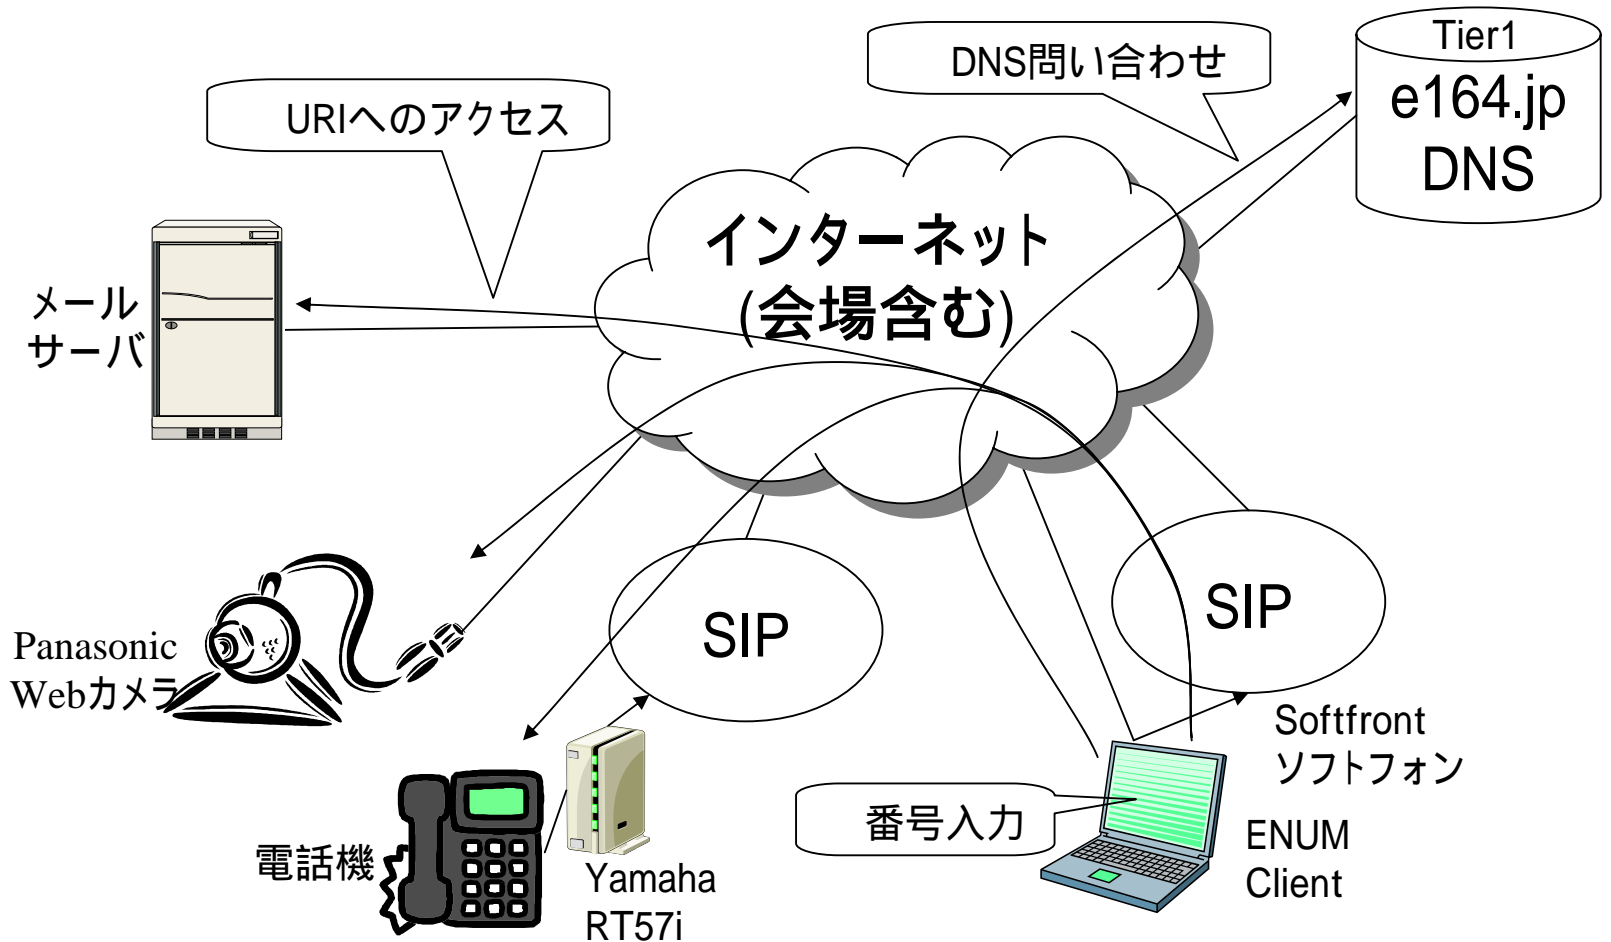 Tier1
e164.jp
DNS
DNS問い合わせ
URIへのアクセス
インターネット
(会場含む)
メール
サーバ
SIP
SIP
Panasonic
Webカメラ
Softfront
ソフトフォン
番号入力
ENUM
Client
電話機
Yamaha
RT57i